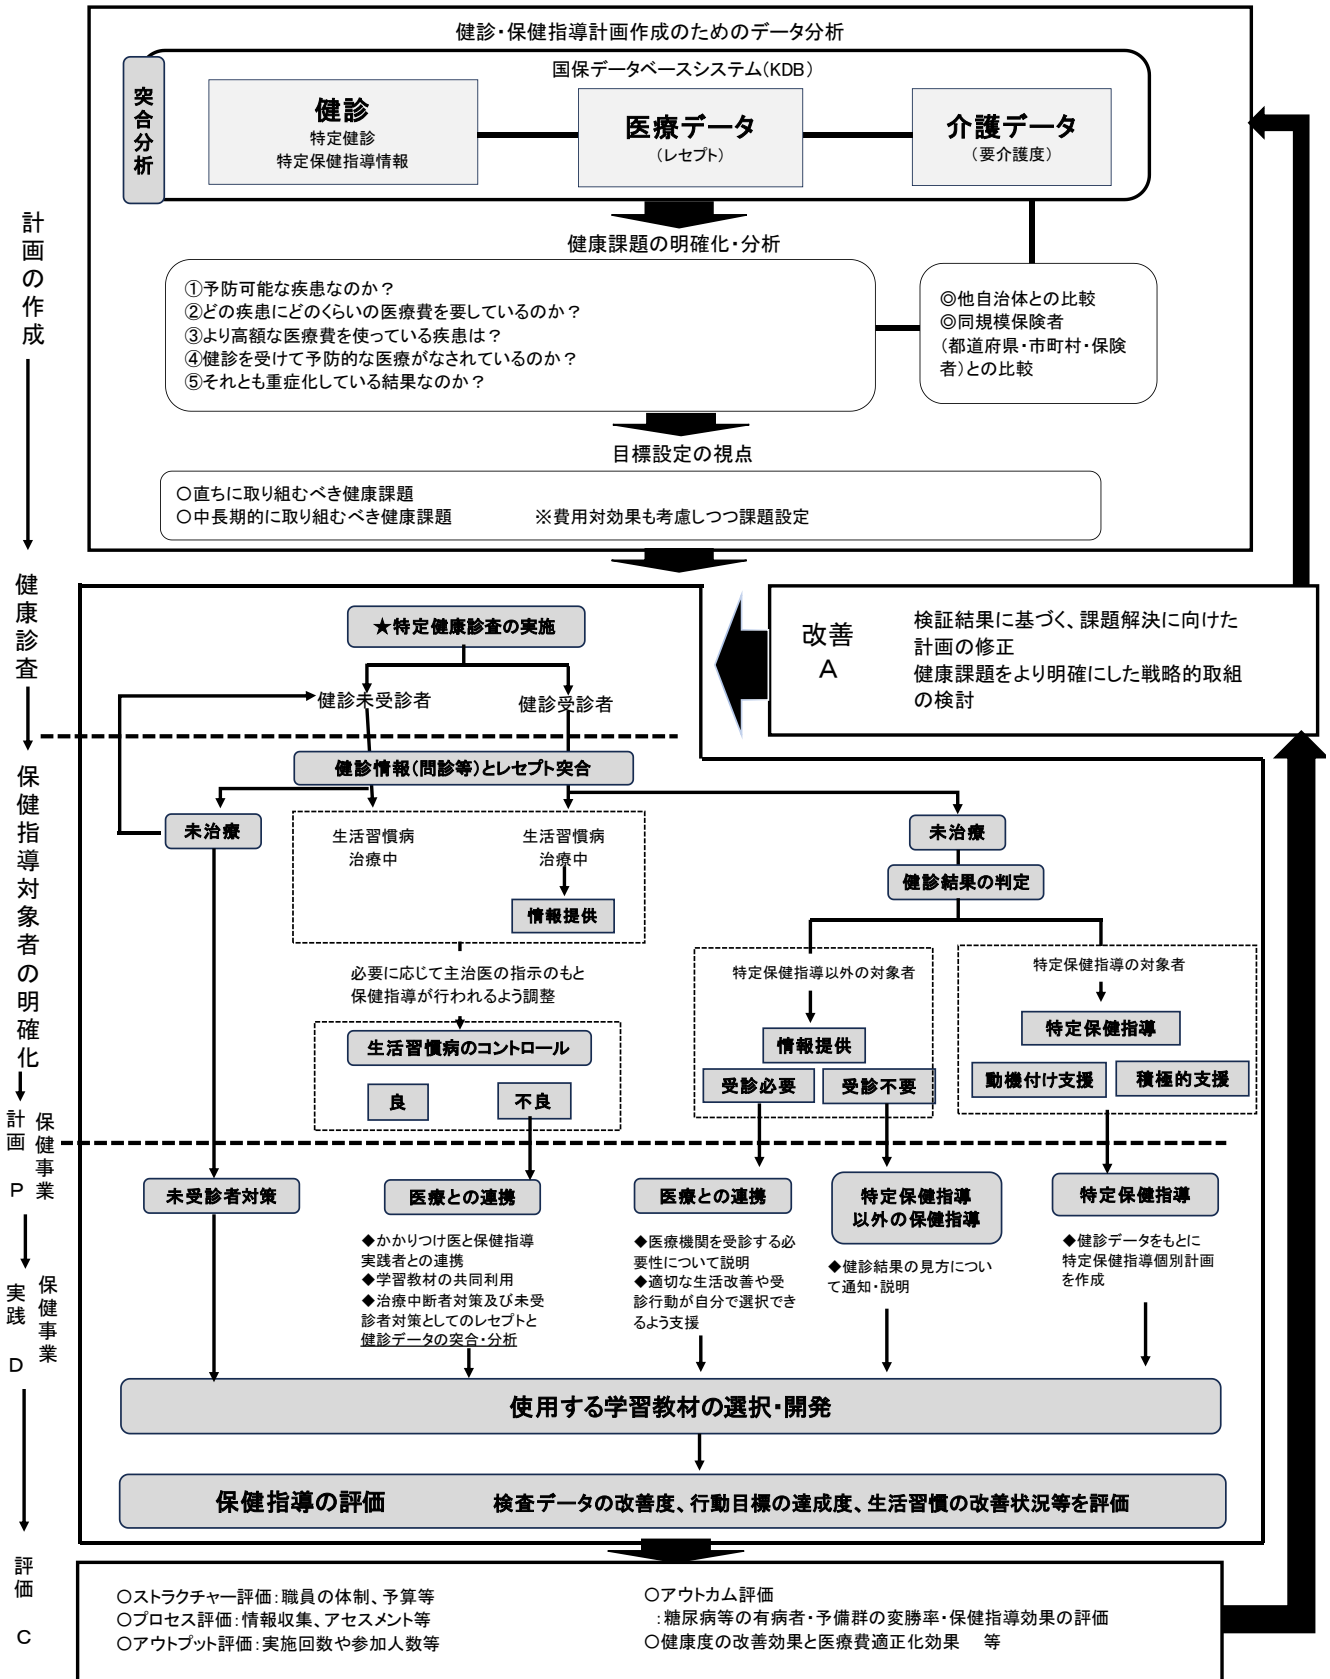 健診・保健指導計画作成のためのデータ分析
国保データベースシステム(KDB)
突合分析
健診
特定健診
特定保健指導情報
医療データ
(レセプト)
介護データ
(要介護度)
計画の作成
健康課題の明確化・分析
①予防可能な疾患なのか？
②どの疾患にどのくらいの医療費を要しているのか？
③より高額な医療費を使っている疾患は？
④健診を受けて予防的な医療がなされているのか？
⑤それとも重症化している結果なのか？
◎他自治体との比較
◎同規模保険者
(都道府県・市町村・保険
者)との比較
目標設定の視点
○直ちに取り組むべき健康課題
○中長期的に取り組むべき健康課題　※費用対効果も考慮しつつ課題設定
健康診査
★特定健康診査の実施
改善
A
検証結果に基づく、課題解決に向けた
計画の修正
健康課題をより明確にした戦略的取組
の検討
健診未受診者
健診受診者
保健指導対象者の明確化
健診情報(問診等)とレセプト突合
未治療
生活習慣病
治療中
生活習慣病
治療中
情報提供
未治療
健診結果の判定
必要に応じて主治医の指示のもと
保健指導が行われるよう調整
特定保健指導以外の対象者
特定保健指導の対象者
生活習慣病のコントロール
良
不良
情報提供
受診必要
受診不要
特定保健指導
動機付け支援
積極的支援
保健事業
計画 P
未受診者対策
医療との連携
医療との連携
特定保健指導
以外の保健指導
特定保健指導
◆かかりつけ医と保健指導
実践者との連携
◆学習教材の共同利用
◆治療中断者対策及び未受
診者対策としてのレセプトと
健診データの突合・分析
◆医療機関を受診する必
要性について説明
◆適切な生活改善や受
診行動が自分で選択でき
るよう支援
◆健診結果の見方につい
て通知・説明
◆健診データをもとに
特定保健指導個別計画
を作成
保健事業
実践 D
使用する学習教材の選択・開発
保健指導の評価　検査データの改善度、行動目標の達成度、生活習慣の改善状況等を評価
評価 C
○ストラクチャー評価：職員の体制、予算等
○プロセス評価：情報収集、アセスメント等
○アウトプット評価：実施回数や参加人数等
○アウトカム評価
：糖尿病等の有病者・予備群の変勝率・保健指導効果の評価
○健康度の改善効果と医療費適正化効果　等